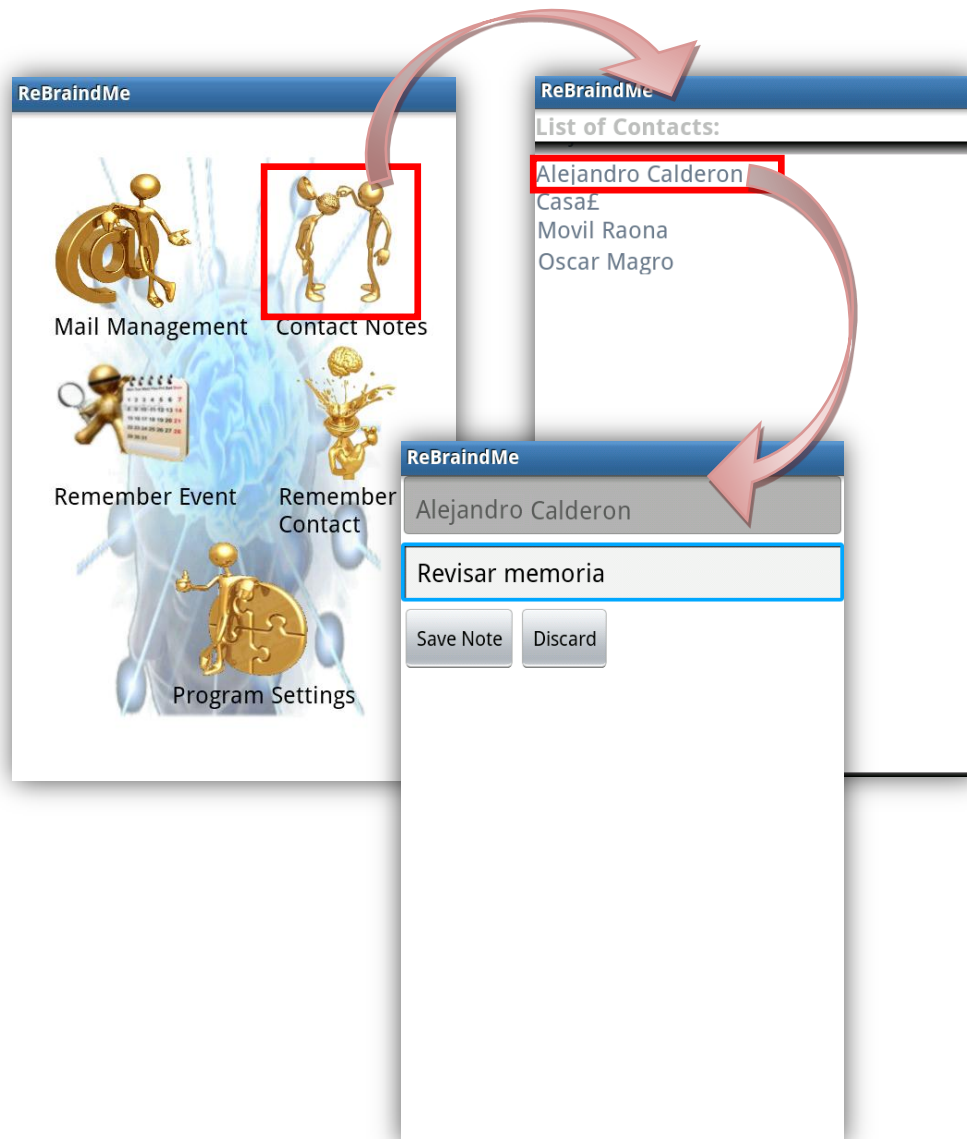 ReBraindMe
Mail Management
Contact Notes
Remember Event
Remember
Contact
Program Settings
ReBraindMe
List of Contacts:
Alejandro Calderon
Casa£
Movil Raona
Oscar Magro
ReBraindMe
Alejandro Calderon
Revisar memoria
Save Note
Discard